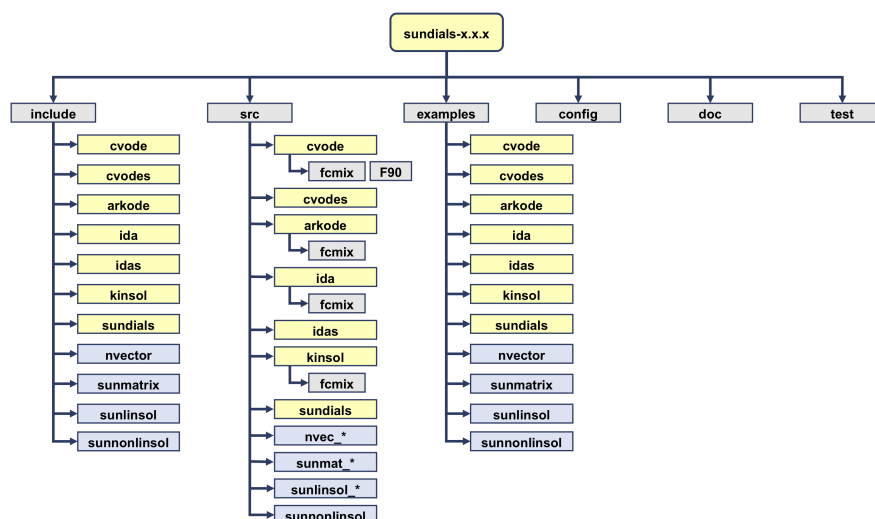 sundials-x.x.x
include
src
examples
config
doc
test
cvode
cvodes
arkode
ida
idas
kinsol
sundials
nvector
sunmatrix
sunlinsol
sunnonlinsol
cvode
fcmix F90
cvodes
arkode
fcmix
ida
fcmix
idas
kinsol
fcmix
sundials
nvec_*
sunmat_*
sunlinsol_*
sunnonlinsol
cvode
cvodes
arkode
ida
idas
kinsol
sundials
nvector
sunmatrix
sunlinsol
sunnonlinsol